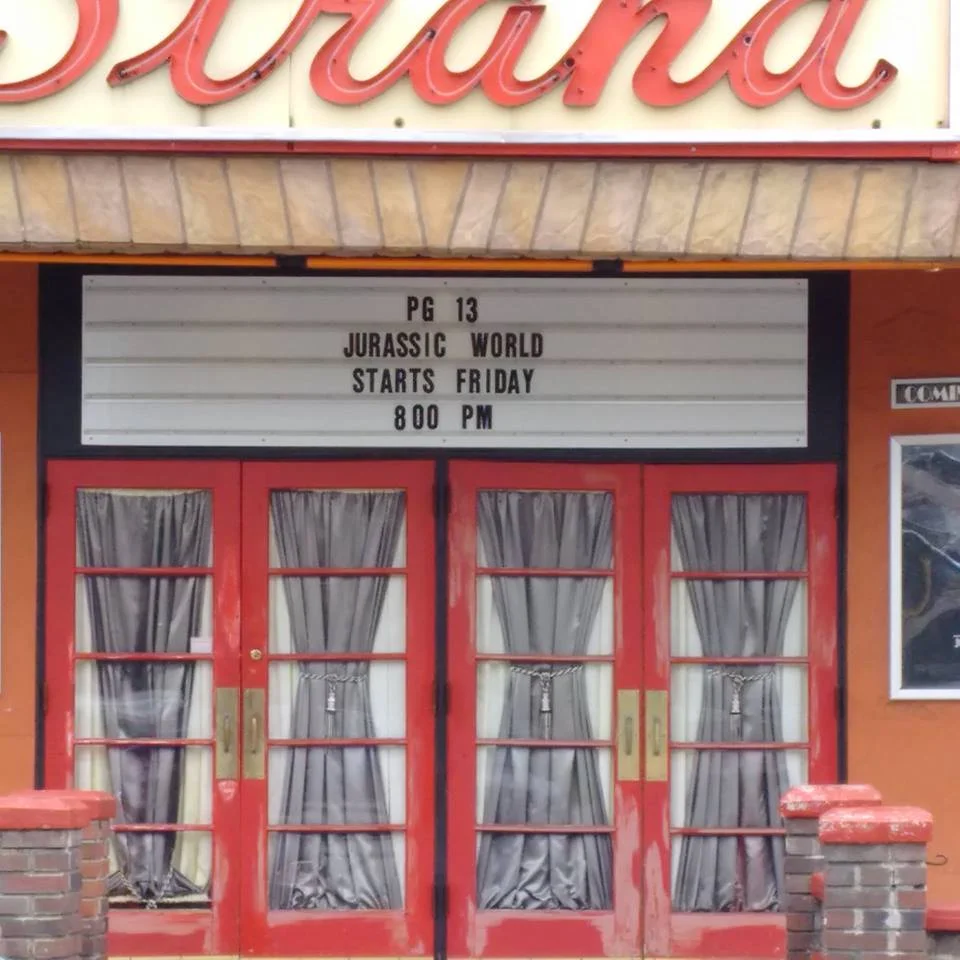 Strand
PG 13
JURASSIC WORLD
STARTS FRIDAY
800 PM